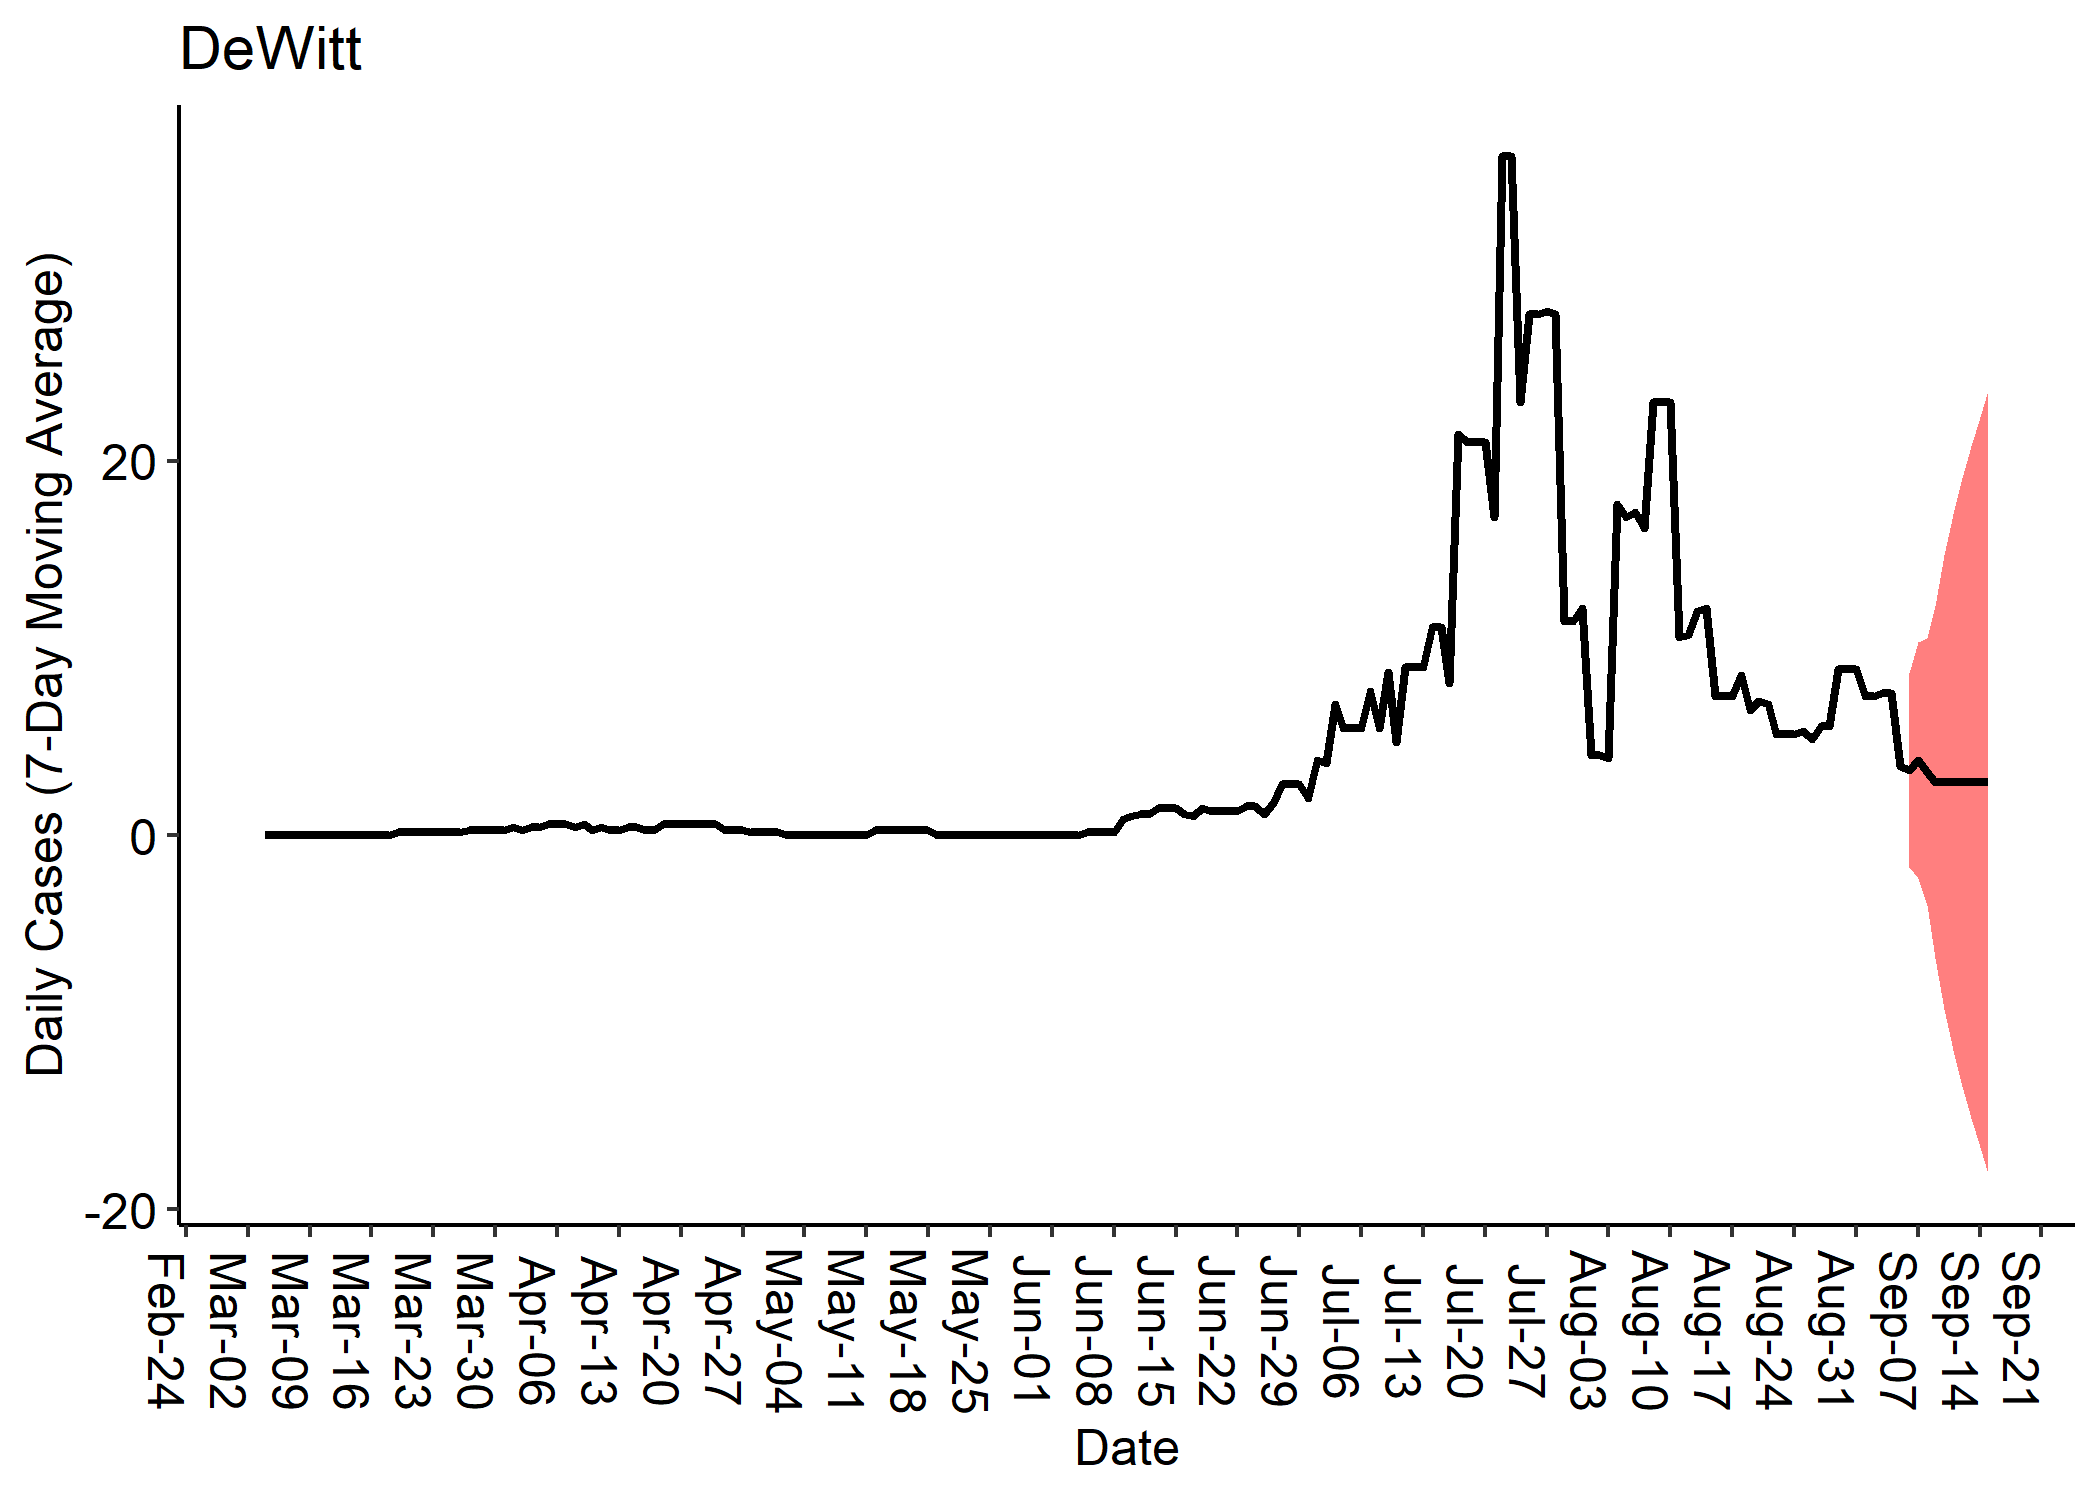 DeWitt
Daily Cases (7-Day Moving Average)
20
0
-20
Feb-24
Mar-02
Mar-09
Mar-16
Mar-23
Mar-30
Apr-06
Apr-13
Apr-20
Apr-27
May-04
May-11
May-18
May-25
Jun-01
Jun-08
Jun-15
Jun-22
Jun-29
Jul-06
Jul-13
Jul-20
Jul-27
Aug-03
Aug-10
Aug-17
Aug-24
Aug-31
Sep-07
Sep-14
Sep-21
Date